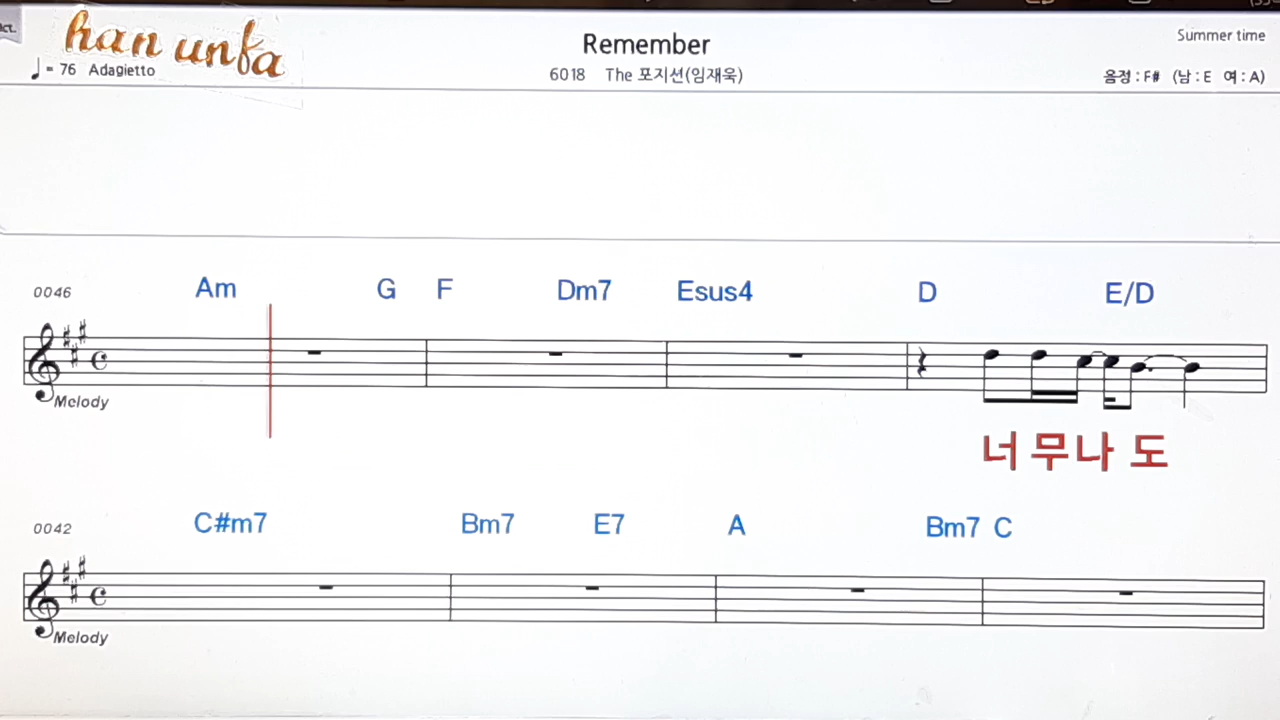 han unfa
Remember
Summer time
♩= 76 Adagietto
6018 The 포지션(임재욱)
음정 : F# (남 : E 여 : A)
0046 Am G F Dm7 Esus4 D E/D
Melody
너 무나 도
0042 C#m7 Bm7 E7 A Bm7 C
Melody